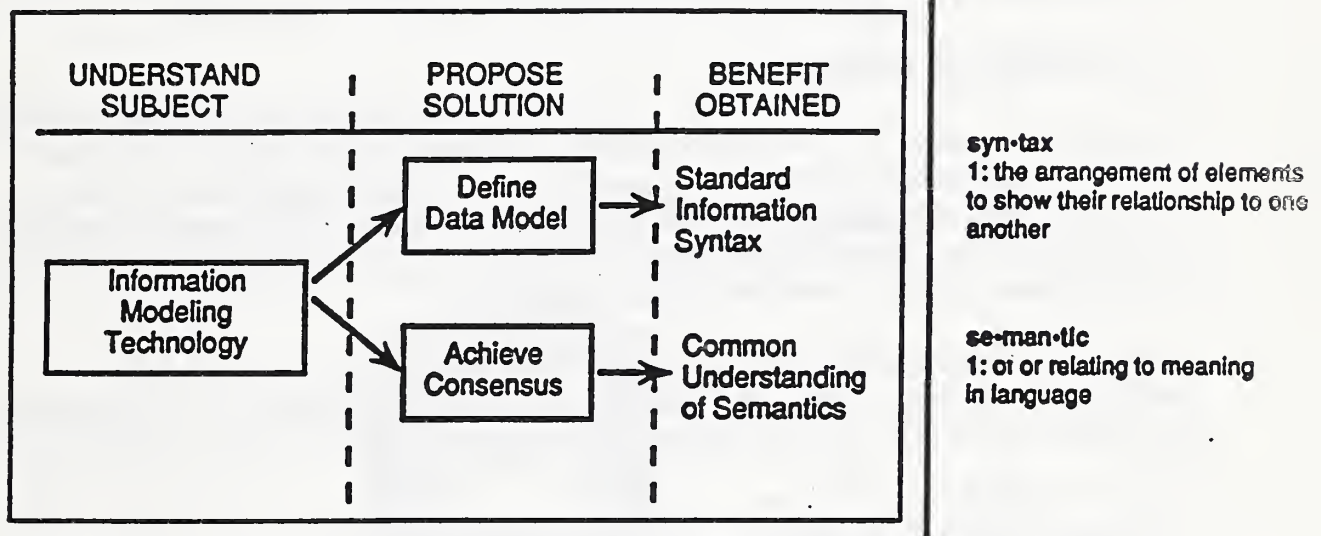 UNDERSTAND
SUBJECT
PROPOSE
SOLUTION
BENEFIT
OBTAINED
Information
Modeling
Technology
Define
Data Model
Standard
Information
Syntax
Achieve
Consensus
Common
Understanding
of Semantics
syn•tax
1: the arrangement of elements
to show their relationship to one
another
se•man•tic
1: of or relating to meaning
in language